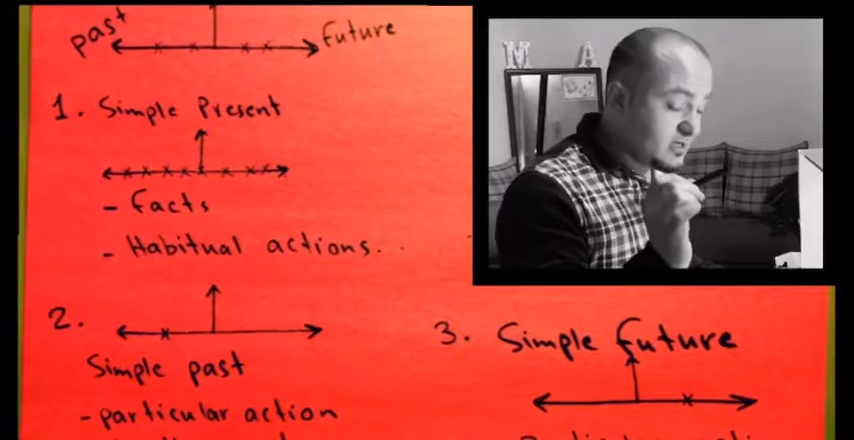 past
Future
1. Simple Present
- Facts
- Habitual actions.
2.
Simple past
- particular action
3. Simple future
M A